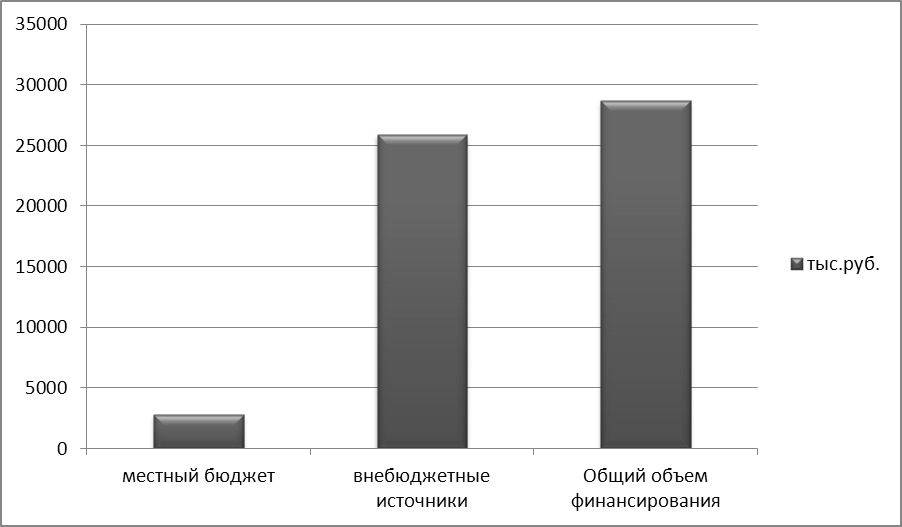 35000
30000
25000
20000
15000
10000
5000
0
местный бюджет
внебюджетные
источники
Общий объем
финансирования
тыс.руб.